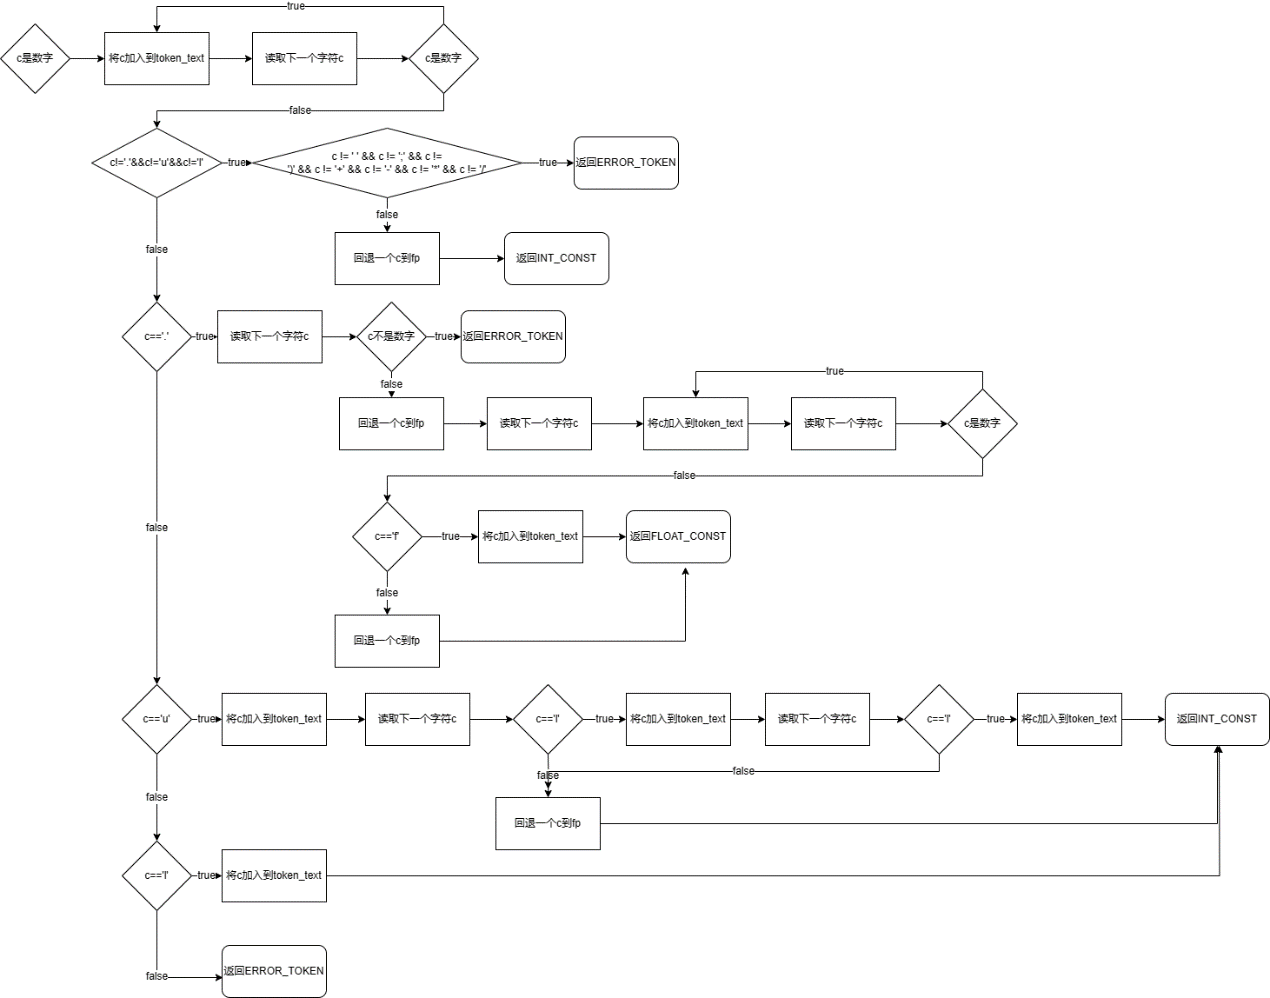 true
c是数字
将c加入到token_text
读取下一个字符c
c是数字
false
c!='.'&&c!='u'&&c!='l'
true
c != ' ' && c != ';' && c !=
')' && c != '+' && c != '-' && c != '*' && c != '/'
true
返回ERROR_TOKEN
false
false
回退一个c到fp
返回INT_CONST
c=='.'
true
读取下一个字符c
c不是数字
true
返回ERROR_TOKEN
false
true
回退一个c到fp
读取下一个字符c
将c加入到token_text
读取下一个字符c
c是数字
false
false
c=='f'
true
将c加入到token_text
返回FLOAT_CONST
false
回退一个c到fp
c=='u'
true
将c加入到token_text
读取下一个字符c
c=='l'
true
将c加入到token_text
读取下一个字符c
c=='l'
true
将c加入到token_text
返回INT_CONST
false
false
false
回退一个c到fp
c=='l'
true
将c加入到token_text
false
返回ERROR_TOKEN